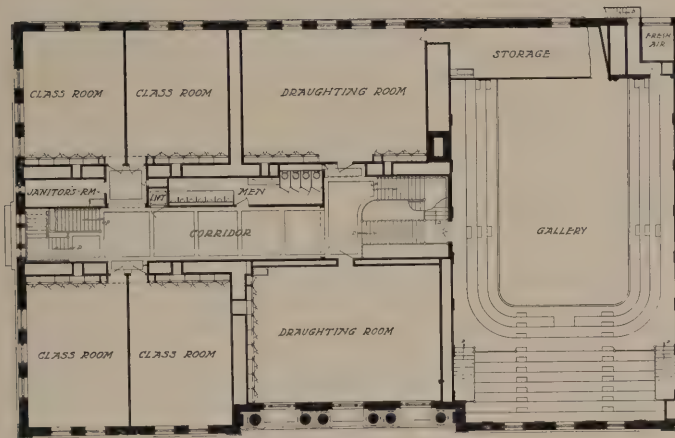 FRESH
AIR
STORAGE
CLASS ROOM
CLASS ROOM
DRAUGHTING ROOM
JANITOR'S RM.
INT
MEN
CORRIDOR
GALLERY
DRAUGHTING ROOM
CLASS ROOM
CLASS ROOM